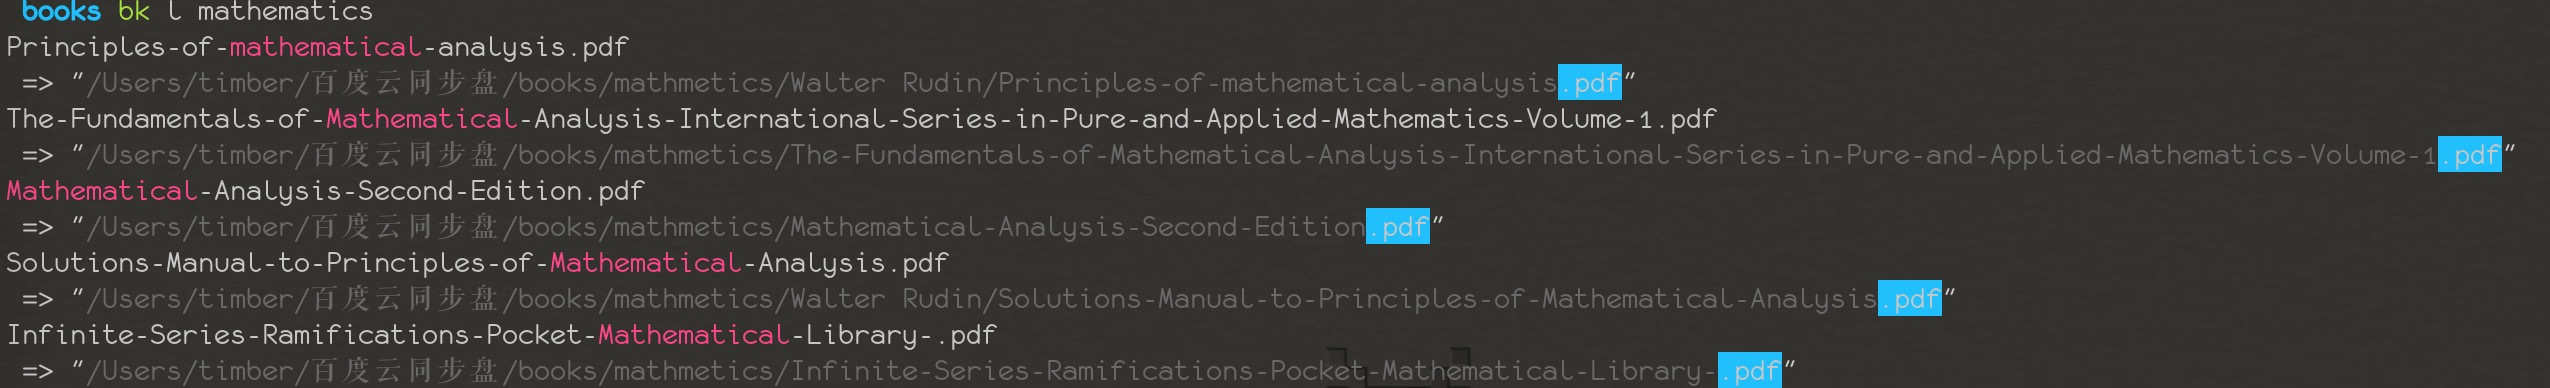 books bk l mathematics
Principles-of-mathematical-analysis.pdf
=> "/Users/timber/百度云同步盘/books/mathmetics/Walter Rudin/Principles-of-mathematical-analysis.pdf"
The-Fundamentals-of-Mathematical-Analysis-International-Series-in-Pure-and-Applied-Mathematics-Volume-1.pdf
=> "/Users/timber/百度云同步盘/books/mathmetics/The-Fundamentals-of-Mathematical-Analysis-International-Series-in-Pure-and-Applied-Mathematics-Volume-1.pdf"
Mathematical-Analysis-Second-Edition.pdf
=> "/Users/timber/百度云同步盘/books/mathmetics/Mathematical-Analysis-Second-Edition.pdf"
Solutions-Manual-to-Principles-of-Mathematical-Analysis.pdf
=> "/Users/timber/百度云同步盘/books/mathmetics/Walter Rudin/Solutions-Manual-to-Principles-of-Mathematical-Analysis.pdf"
Infinite-Series-Ramifications-Pocket-Mathematical-Library-.pdf
=> "/Users/timber/百度云同步盘/books/mathmetics/Infinite-Series-Ramifications-Pocket-Mathematical-Library-.pdf"